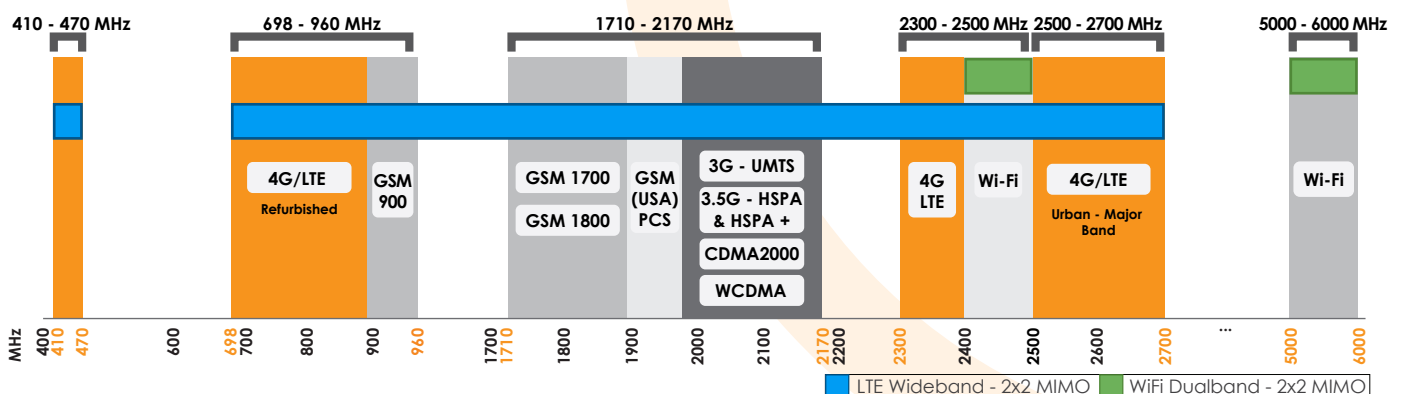 410 - 470 MHz
698 - 960 MHz
1710 - 2170 MHz
2300 - 2500 MHz
2500 - 2700 MHz
5000 - 6000 MHz
4G/LTE
Refurbished
GSM
900
GSM 1700
GSM 1800
GSM
(USA)
PCS
3G - UMTS
3.5G - HSPA
& HSPA +
CDMA2000
WCDMA
4G
LTE
Wi-Fi
4G/LTE
Urban - Major
Band
Wi-Fi
MHz
400
410
470
600
698
700
800
900
960
1700
1710
1800
1900
2000
2100
2170
2200
2300
2400
2500
2600
2700
...
5000
6000
LTE Wideband - 2x2 MIMO
WiFi Dualband - 2x2 MIMO